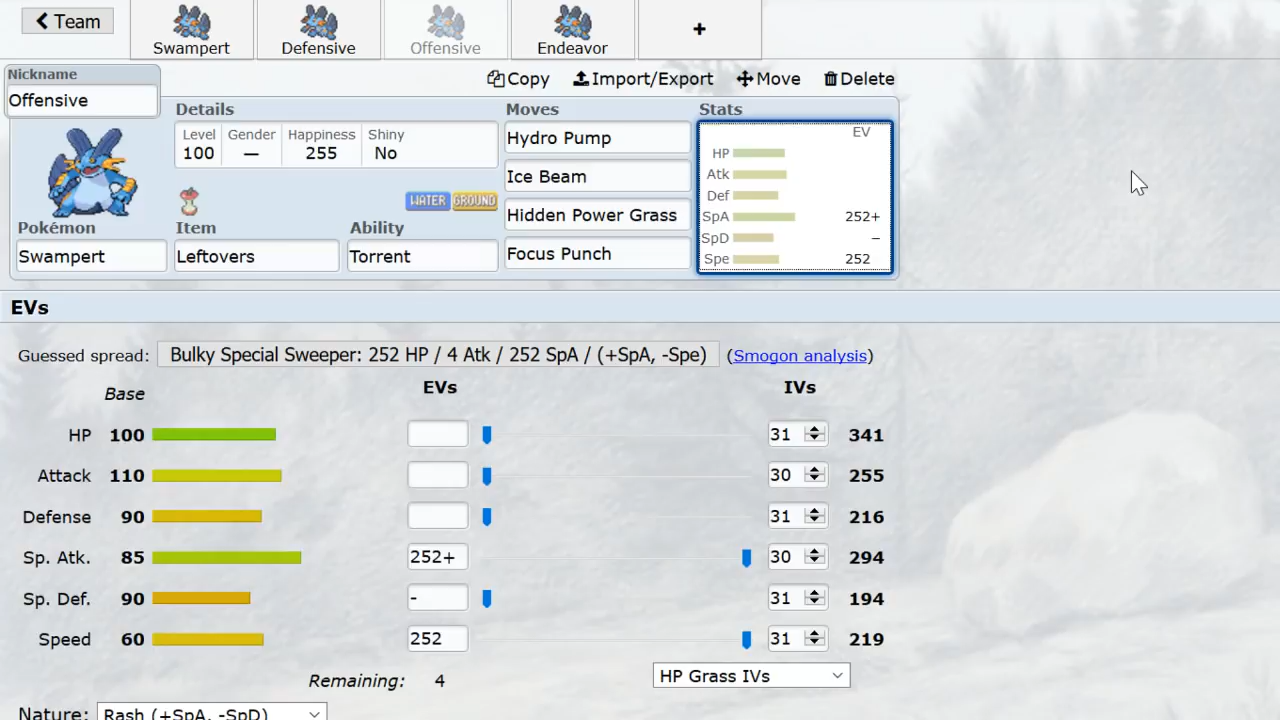 Team
Swampert
Defensive
Offensive
Endeavor
+
Nickname
Offensive
Copy
Import/Export
Move
Delete
Details
Moves
Stats
Level
100
Gender
—
Happiness
255
Shiny
No
WATER GROUND
Pokémon
Swampert
Item
Leftovers
Ability
Torrent
Hydro Pump
Ice Beam
Hidden Power Grass
Focus Punch
EV
HP
Atk
Def
SpA 252+
SpD –
Spe 252
EVs
Guessed spread: Bulky Special Sweeper: 252 HP / 4 Atk / 252 SpA / (+SpA, -Spe) (Smogon analysis)
Base EVs IVs
HP 100 31 341
Attack 110 30 255
Defense 90 31 216
Sp. Atk. 85 252+ 30 294
Sp. Def. 90 - 31 194
Speed 60 252 31 219
Remaining: 4 HP Grass IVs
Nature: Rash (+SpA, -SpD)